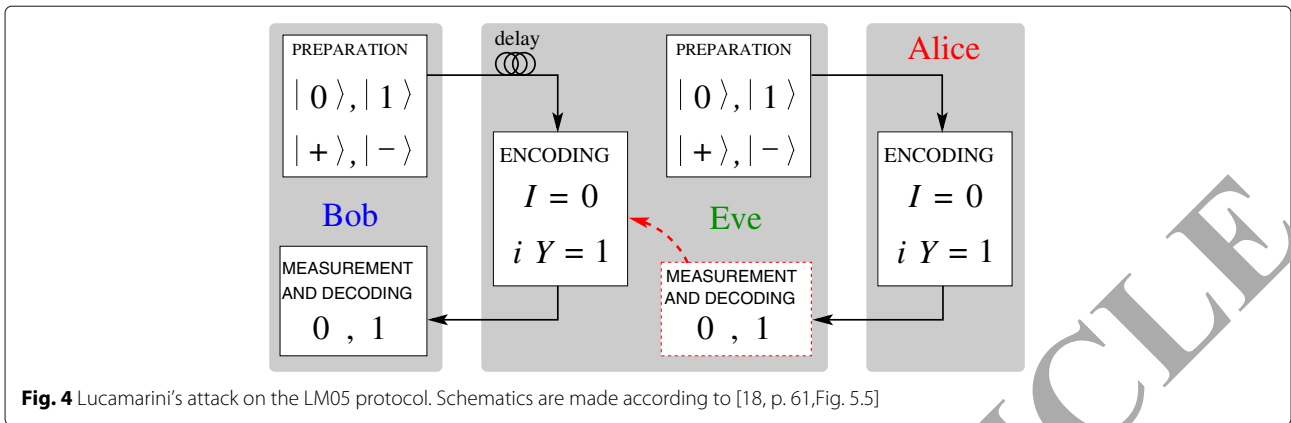 delay
PREPARATION
| 0 ⟩, | 1 ⟩
| + ⟩, | − ⟩
Bob
MEASUREMENT
AND DECODING
0 , 1
ENCODING
I = 0
i Y = 1
PREPARATION
| 0 ⟩, | 1 ⟩
| + ⟩, | − ⟩
Eve
MEASUREMENT
AND DECODING
0 , 1
Alice
ENCODING
I = 0
i Y = 1
Fig. 4 Lucamarini's attack on the LM05 protocol. Schematics are made according to [18, p. 61,Fig. 5.5]
CLE